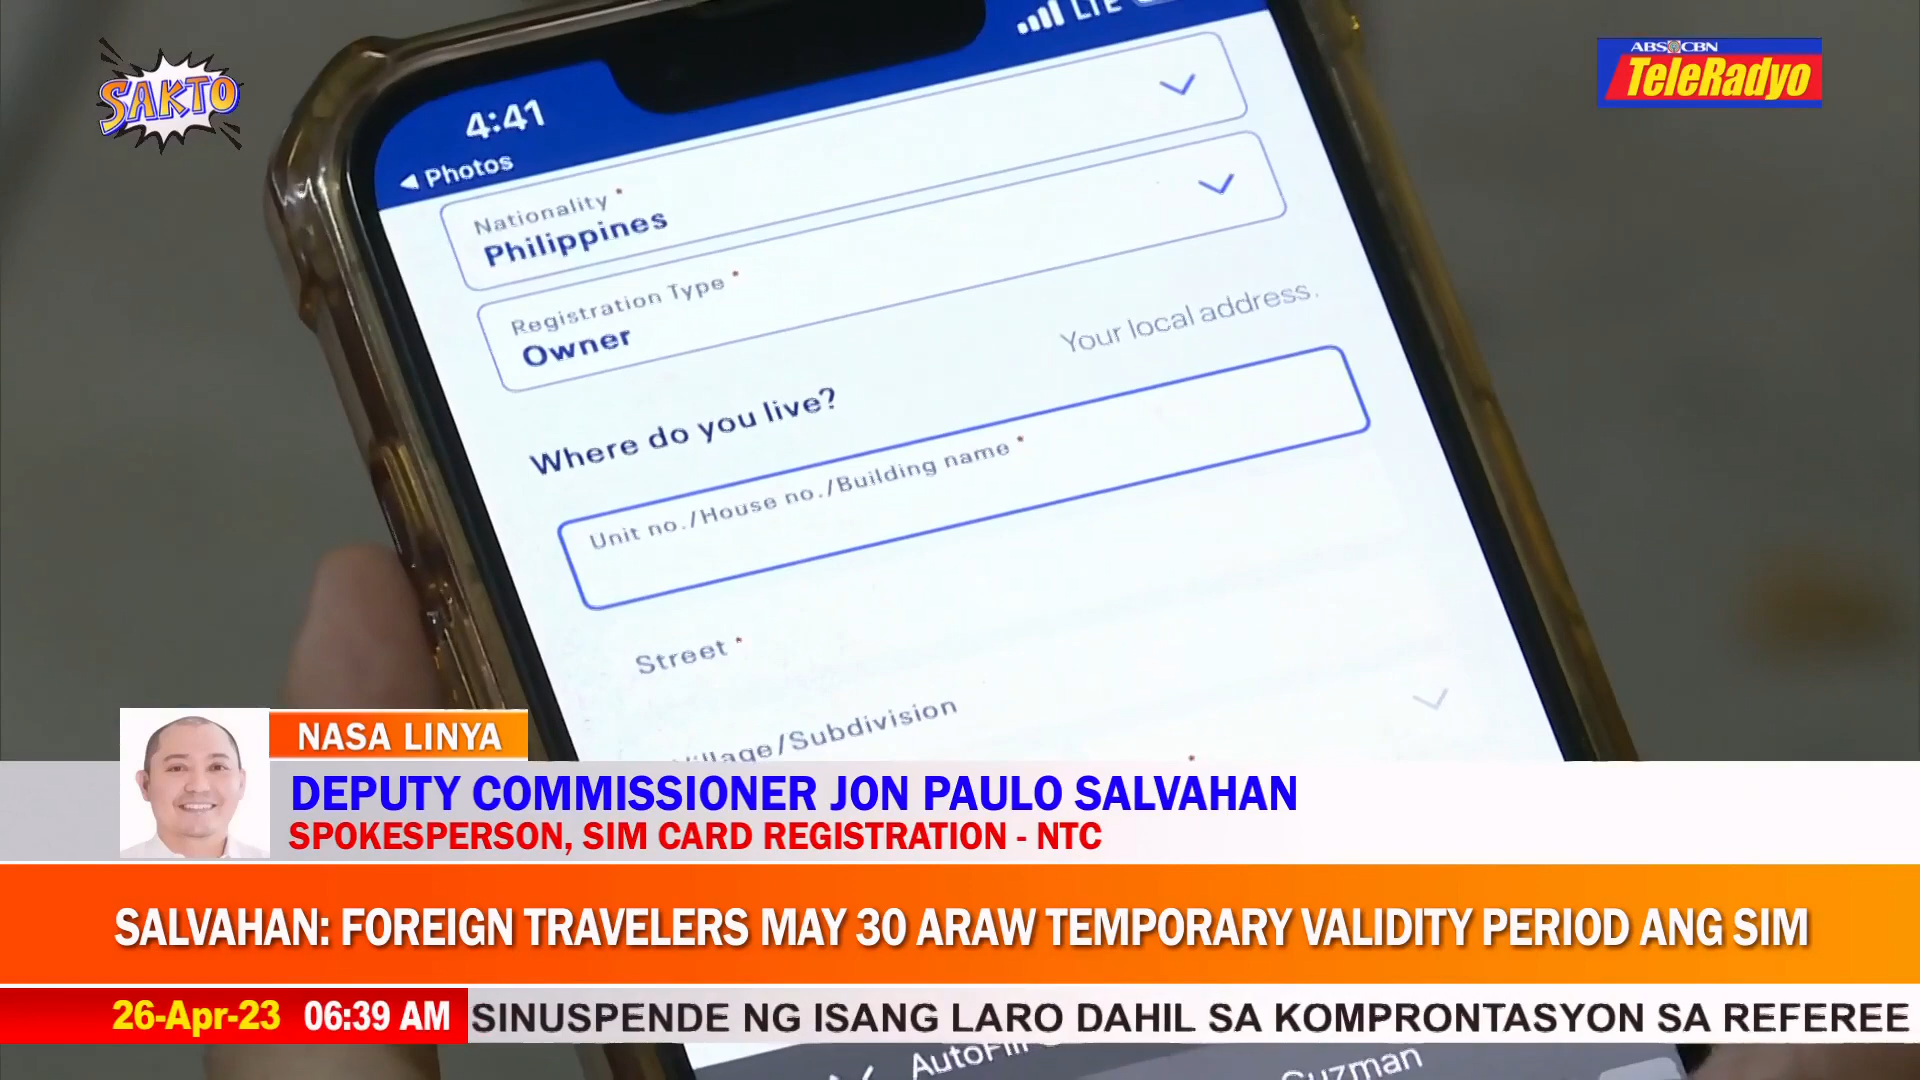 SAKTO
ABS CBN
TeleRadyo
LTE
4:41
Photos
Nationality *
Philippines
Registration Type *
Owner
Where do you live?
Your local address.
Unit no./House no./Building name *
Street *
Village/Subdivision
NASA LINYA
DEPUTY COMMISSIONER JON PAULO SALVAHAN
SPOKESPERSON, SIM CARD REGISTRATION - NTC
SALVAHAN: FOREIGN TRAVELERS MAY 30 ARAW TEMPORARY VALIDITY PERIOD ANG SIM
26-Apr-23 06:39 AM
SINUSPENDE NG ISANG LARO DAHIL SA KOMPRONTASYON SA REFEREE
AutoFill
Guzman